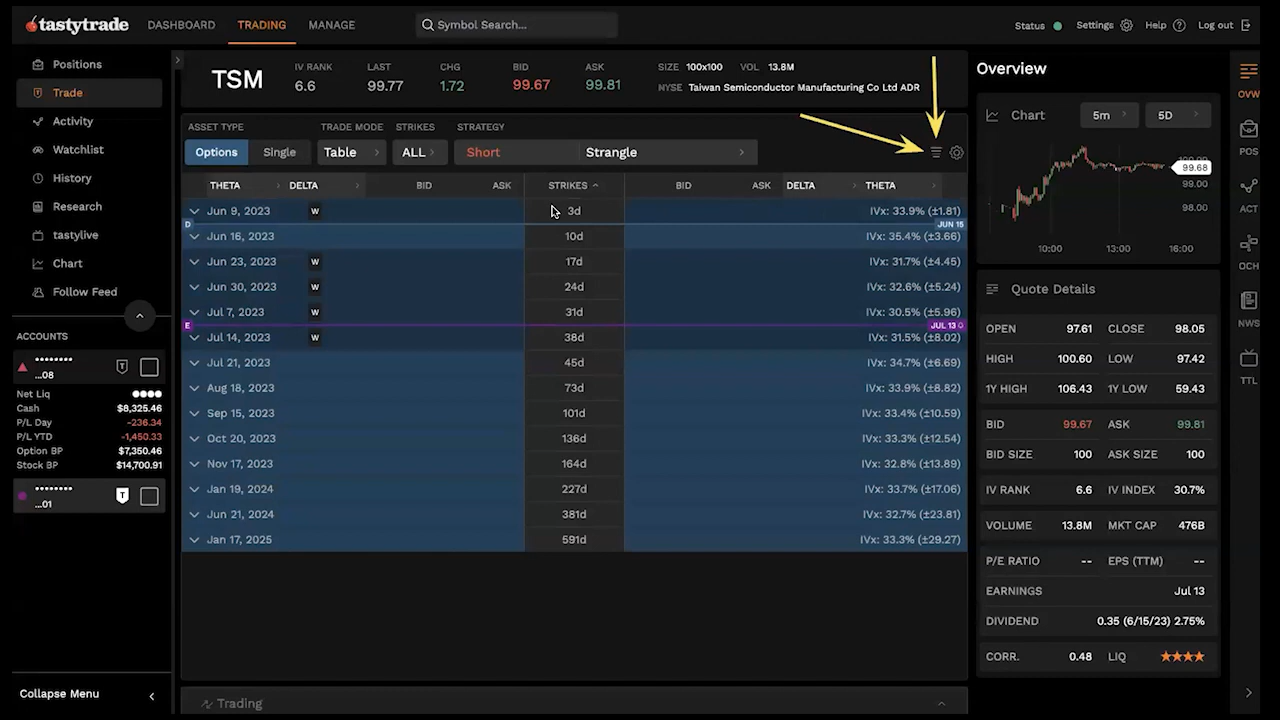 tastytrade DASHBOARD TRADING MANAGE Symbol Search... Status Settings Help Log out
Positions
Trade
Activity
Watchlist
History
Research
tastylive
Chart
Follow Feed
ACCOUNTS
...08
Net Liq
Cash $8,325.46
P/L Day -236.34
P/L YTD -1,450.33
Option BP $7,350.46
Stock BP $14,700.91
...01
Collapse Menu
TSM
IV RANK LAST CHG BID ASK SIZE 100x100 VOL 13.8M
6.6 99.77 1.72 99.67 99.81 NYSE Taiwan Semiconductor Manufacturing Co Ltd ADR
ASSET TYPE TRADE MODE STRIKES STRATEGY
Options Single Table ALL Short Strangle
THETA DELTA BID ASK STRIKES BID ASK DELTA THETA
Jun 9, 2023 W 3d IVx: 33.9% (±1.81)
D JUN 15
Jun 16, 2023 10d IVx: 35.4% (±3.66)
Jun 23, 2023 W 17d IVx: 31.7% (±4.45)
Jun 30, 2023 W 24d IVx: 32.6% (±5.24)
Jul 7, 2023 W 31d IVx: 30.5% (±5.96)
E JUL 13
Jul 14, 2023 W 38d IVx: 31.5% (±8.02)
Jul 21, 2023 45d IVx: 34.7% (±6.69)
Aug 18, 2023 73d IVx: 33.9% (±8.82)
Sep 15, 2023 101d IVx: 33.4% (±10.59)
Oct 20, 2023 136d IVx: 33.3% (±12.54)
Nov 17, 2023 164d IVx: 32.8% (±13.89)
Jan 19, 2024 227d IVx: 33.7% (±17.06)
Jun 21, 2024 381d IVx: 32.7% (±23.81)
Jan 17, 2025 591d IVx: 33.3% (±29.27)
Trading
Overview
Chart 5m 5D
99.68
99.00
98.00
10:00 13:00 16:00
Quote Details
OPEN 97.61 CLOSE 98.05
HIGH 100.60 LOW 97.42
1Y HIGH 106.43 1Y LOW 59.43
BID 99.67 ASK 99.81
BID SIZE 100 ASK SIZE 100
IV RANK 6.6 IV INDEX 30.7%
VOLUME 13.8M MKT CAP 476B
P/E RATIO -- EPS (TTM) --
EARNINGS Jul 13
DIVIDEND 0.35 (6/15/23) 2.75%
CORR. 0.48 LIQ
OVW
POS
ACT
OCH
NWS
TTL